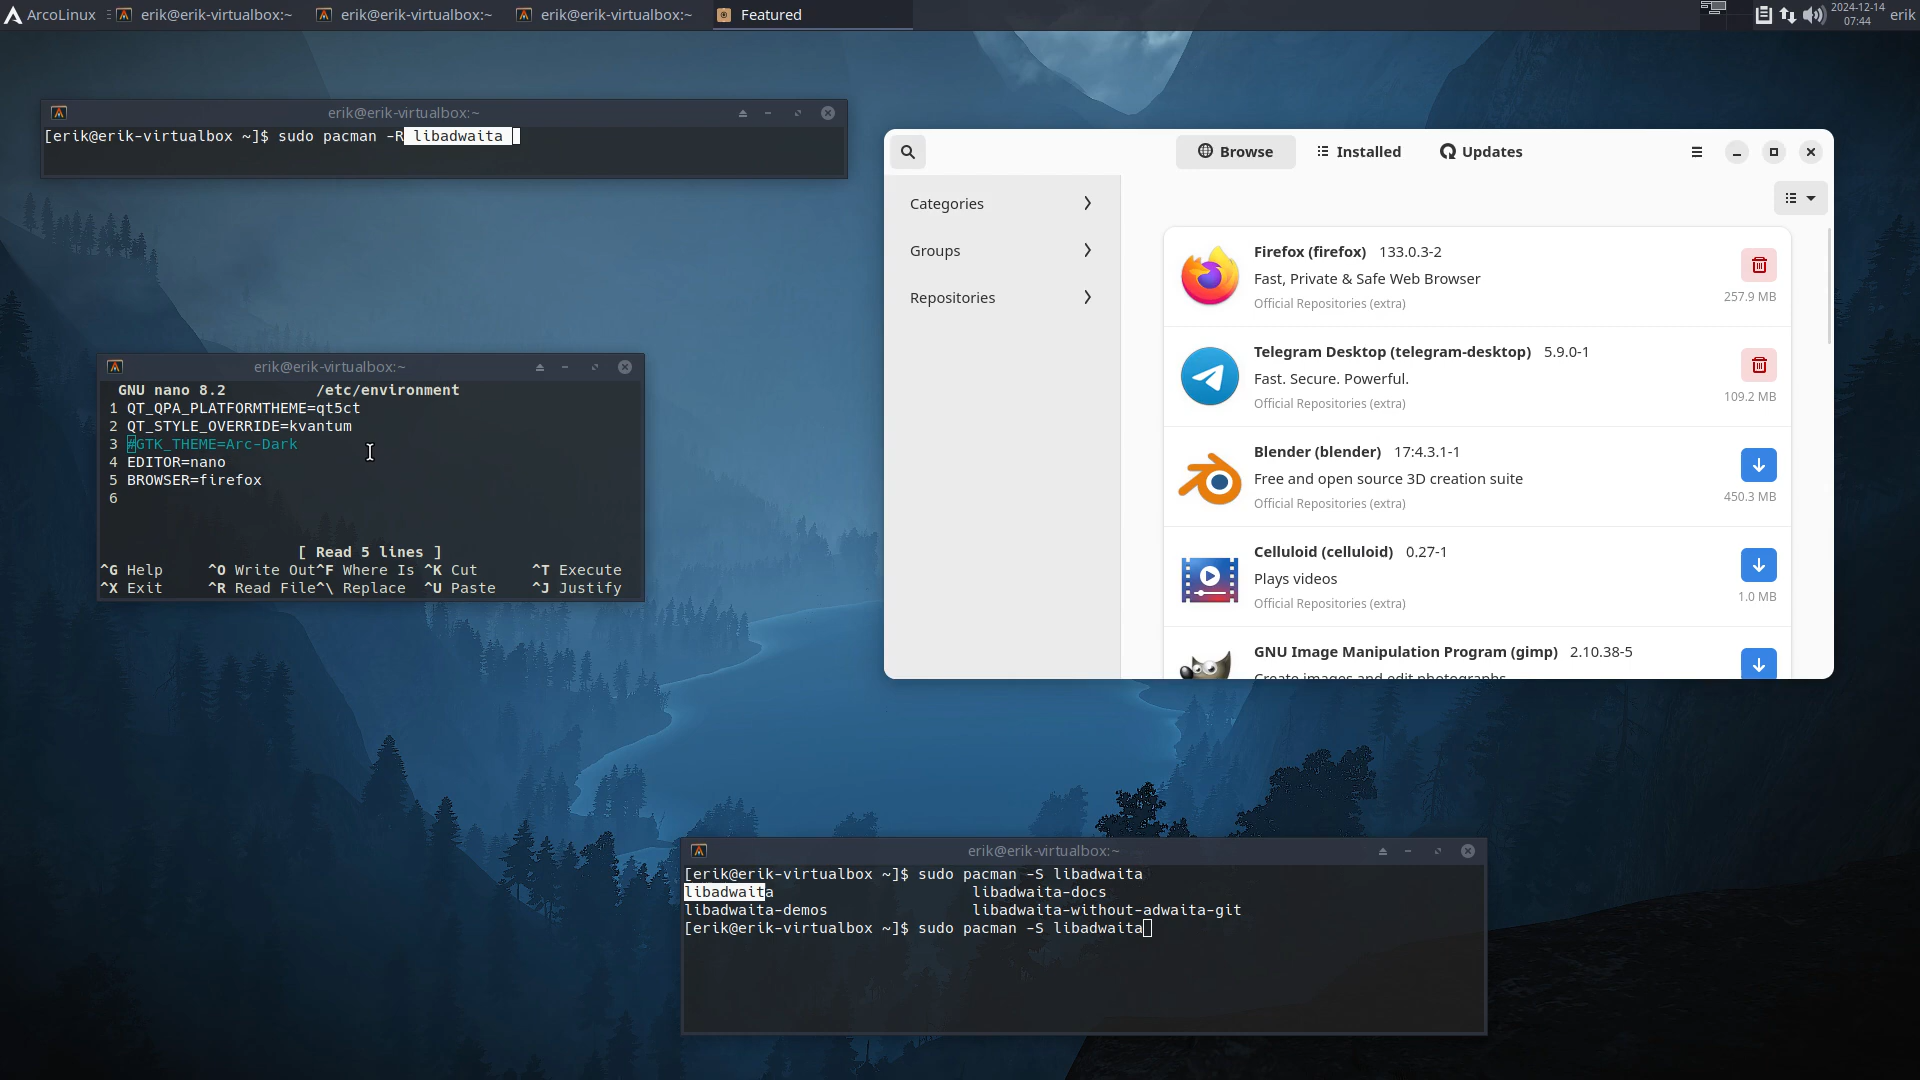 ArcoLinux
erik@erik-virtualbox:~
erik@erik-virtualbox:~
erik@erik-virtualbox:~
Featured
2024-12-14
07:44
erik
erik@erik-virtualbox:~
[erik@erik-virtualbox ~]$ sudo pacman -R libadwaita
erik@erik-virtualbox:~
GNU nano 8.2 /etc/environment
1 QT_QPA_PLATFORMTHEME=qt5ct
2 QT_STYLE_OVERRIDE=kvantum
3 #GTK_THEME=Arc-Dark
4 EDITOR=nano
5 BROWSER=firefox
6
[ Read 5 lines ]
^G Help ^O Write Out^F Where Is ^K Cut ^T Execute
^X Exit ^R Read File^\ Replace ^U Paste ^J Justify
Browse
Installed
Updates
Categories
Groups
Repositories
Firefox (firefox) 133.0.3-2
Fast, Private & Safe Web Browser
Official Repositories (extra)
257.9 MB
Telegram Desktop (telegram-desktop) 5.9.0-1
Fast. Secure. Powerful.
Official Repositories (extra)
109.2 MB
Blender (blender) 17:4.3.1-1
Free and open source 3D creation suite
Official Repositories (extra)
450.3 MB
Celluloid (celluloid) 0.27-1
Plays videos
Official Repositories (extra)
1.0 MB
GNU Image Manipulation Program (gimp) 2.10.38-5
Create images and edit photographs
erik@erik-virtualbox:~
[erik@erik-virtualbox ~]$ sudo pacman -S libadwaita
libadwaita libadwaita-docs
libadwaita-demos libadwaita-without-adwaita-git
[erik@erik-virtualbox ~]$ sudo pacman -S libadwaita